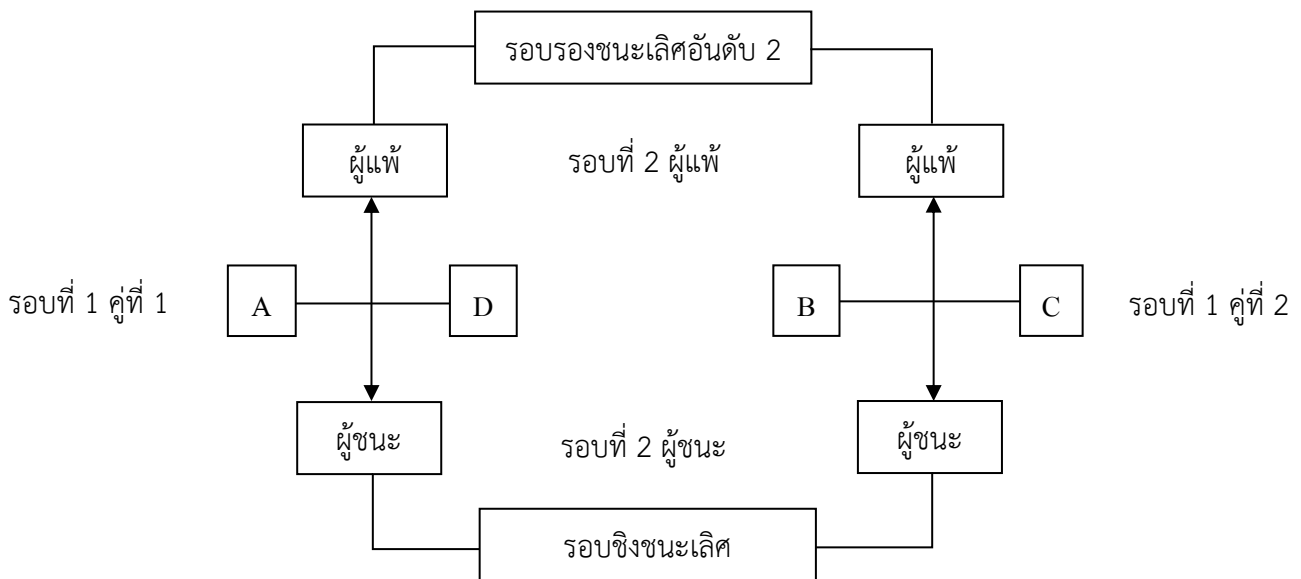 รอบรองชนะเลิศอันดับ 2
ผู้แพ้ รอบที่ 2 ผู้แพ้ ผู้แพ้
รอบที่ 1 คู่ที่ 1 A D B C รอบที่ 1 คู่ที่ 2
ผู้ชนะ รอบที่ 2 ผู้ชนะ ผู้ชนะ
รอบชิงชนะเลิศ